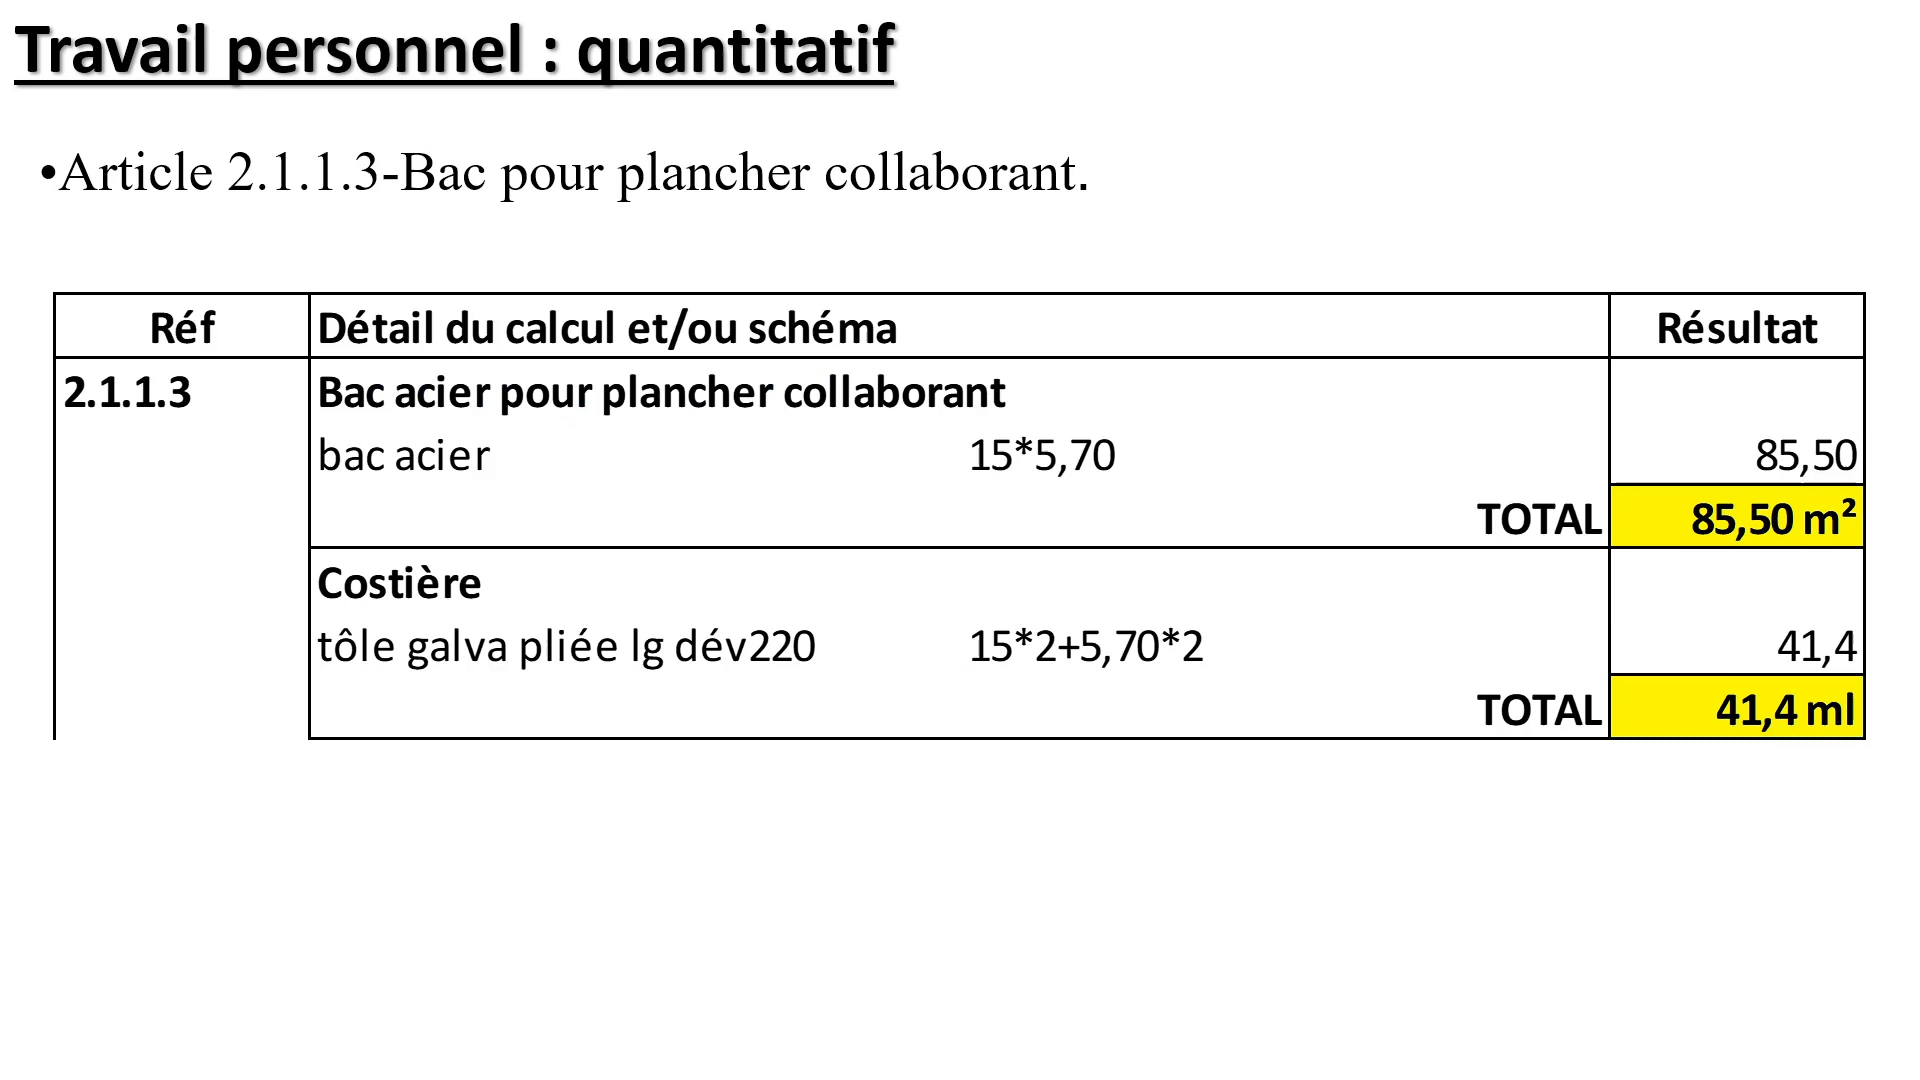 Travail personnel : quantitatif
•Article 2.1.1.3-Bac pour plancher collaborant.
Réf Détail du calcul et/ou schéma Résultat
2.1.1.3 Bac acier pour plancher collaborant
bac acier 15*5,70 85,50
TOTAL 85,50 m²
Costière
tôle galva pliée lg dév220 15*2+5,70*2 41,4
TOTAL 41,4 ml